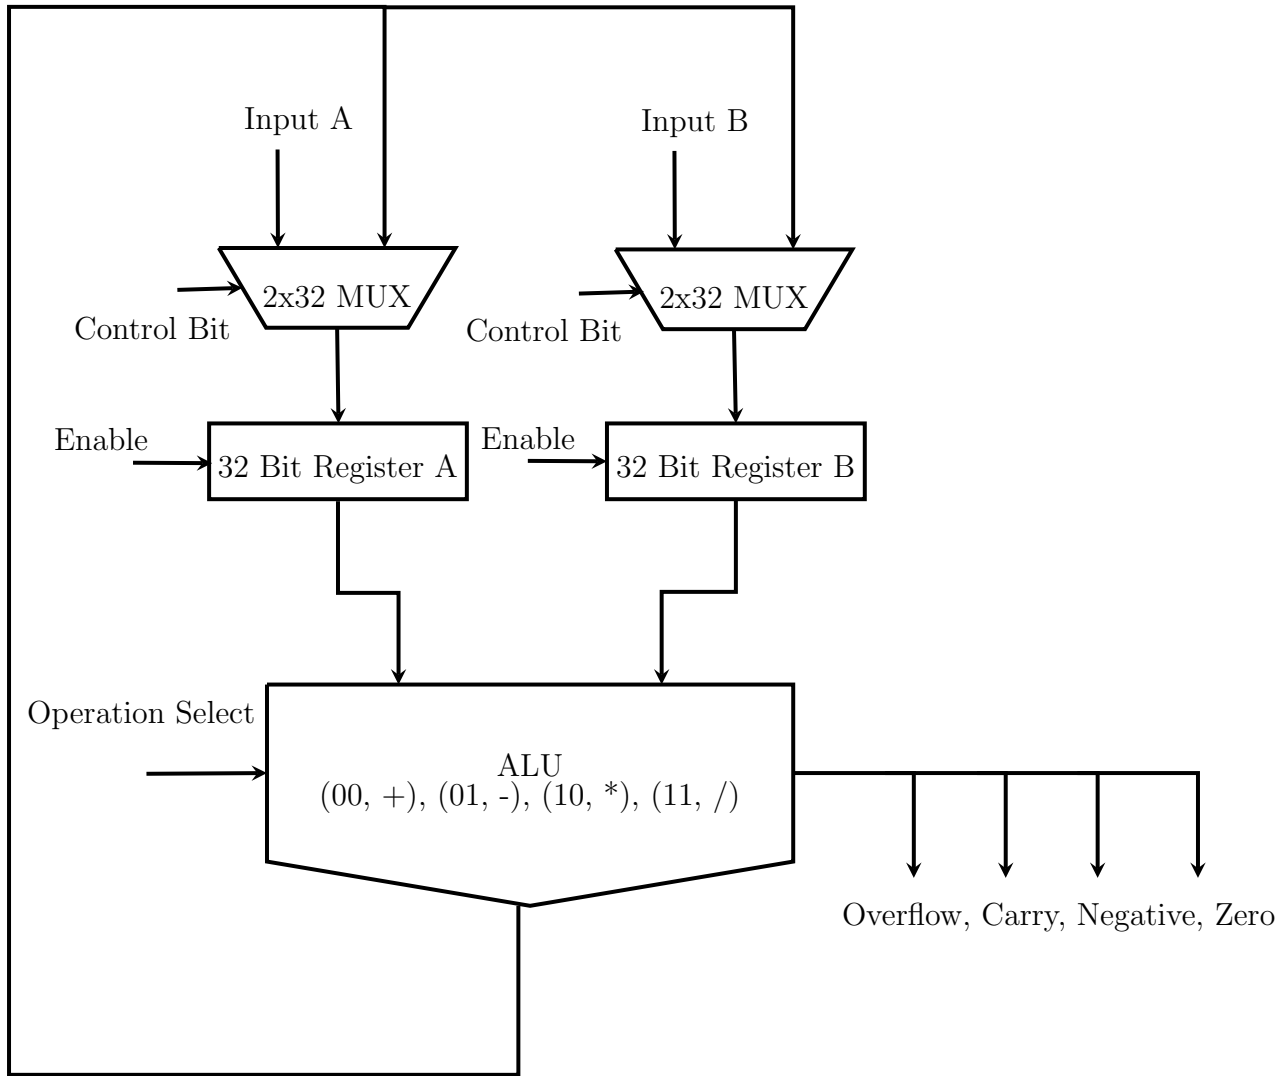 Input A
Input B
2x32 MUX
2x32 MUX
Control Bit
Control Bit
Enable
Enable
32 Bit Register A
32 Bit Register B
Operation Select
ALU
(00, +), (01, -), (10, *), (11, /)
Overflow, Carry, Negative, Zero